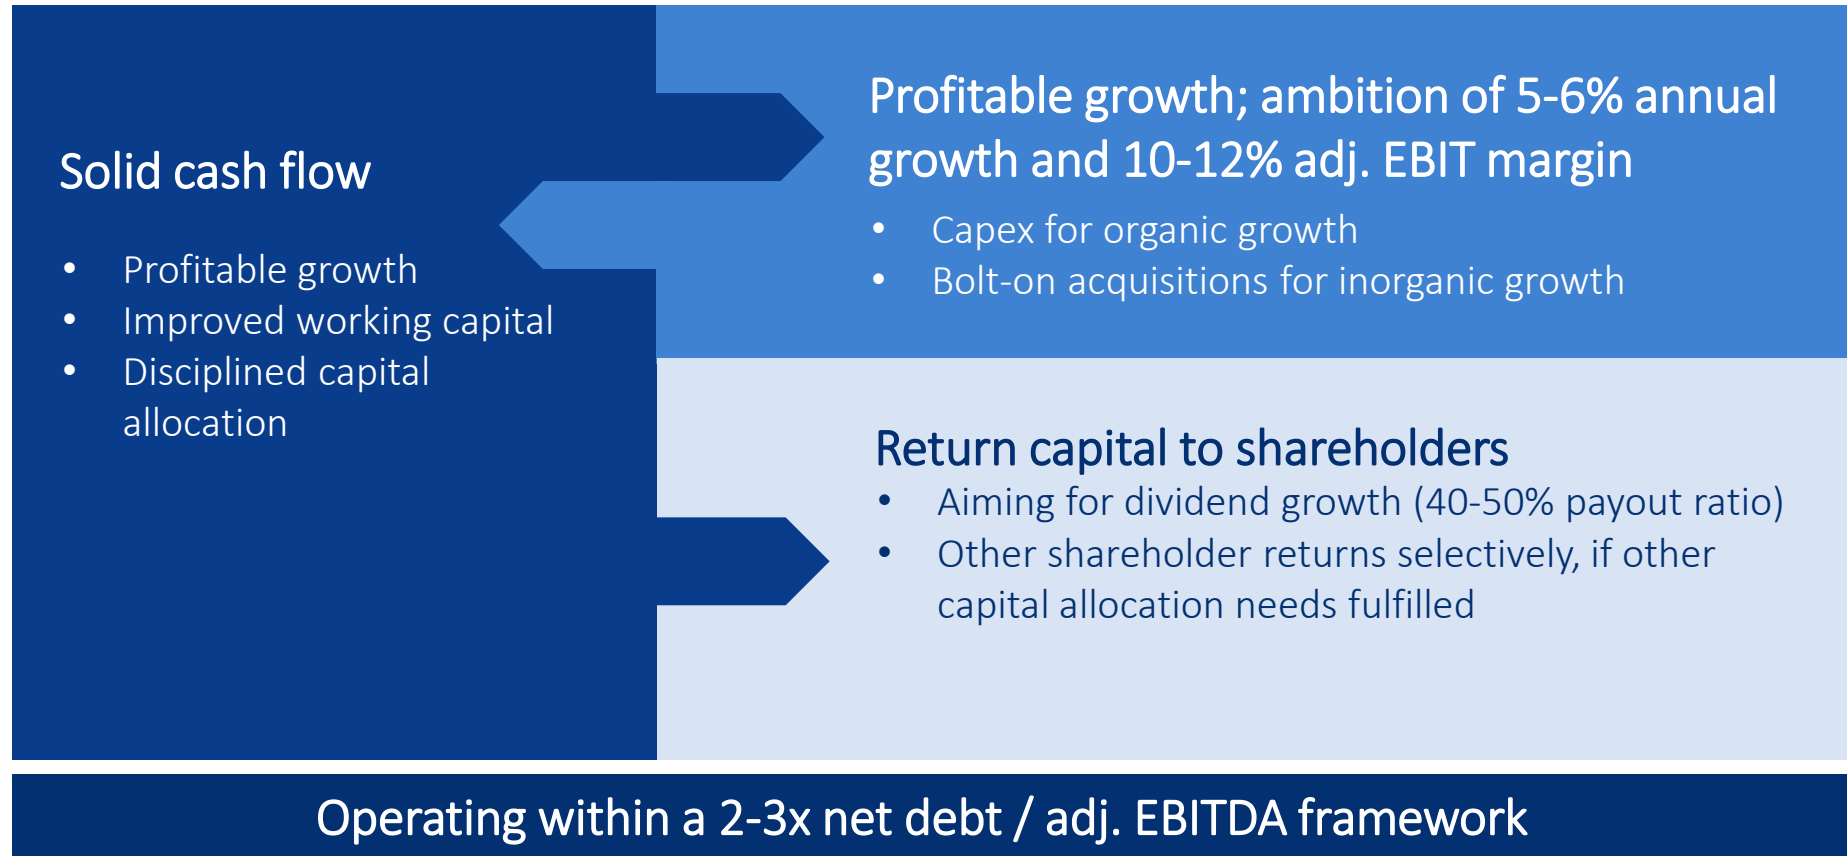 Solid cash flow
• Profitable growth
• Improved working capital
• Disciplined capital
allocation
Profitable growth; ambition of 5-6% annual
growth and 10-12% adj. EBIT margin
• Capex for organic growth
• Bolt-on acquisitions for inorganic growth
Return capital to shareholders
• Aiming for dividend growth (40-50% payout ratio)
• Other shareholder returns selectively, if other
capital allocation needs fulfilled
Operating within a 2-3x net debt / adj. EBITDA framework